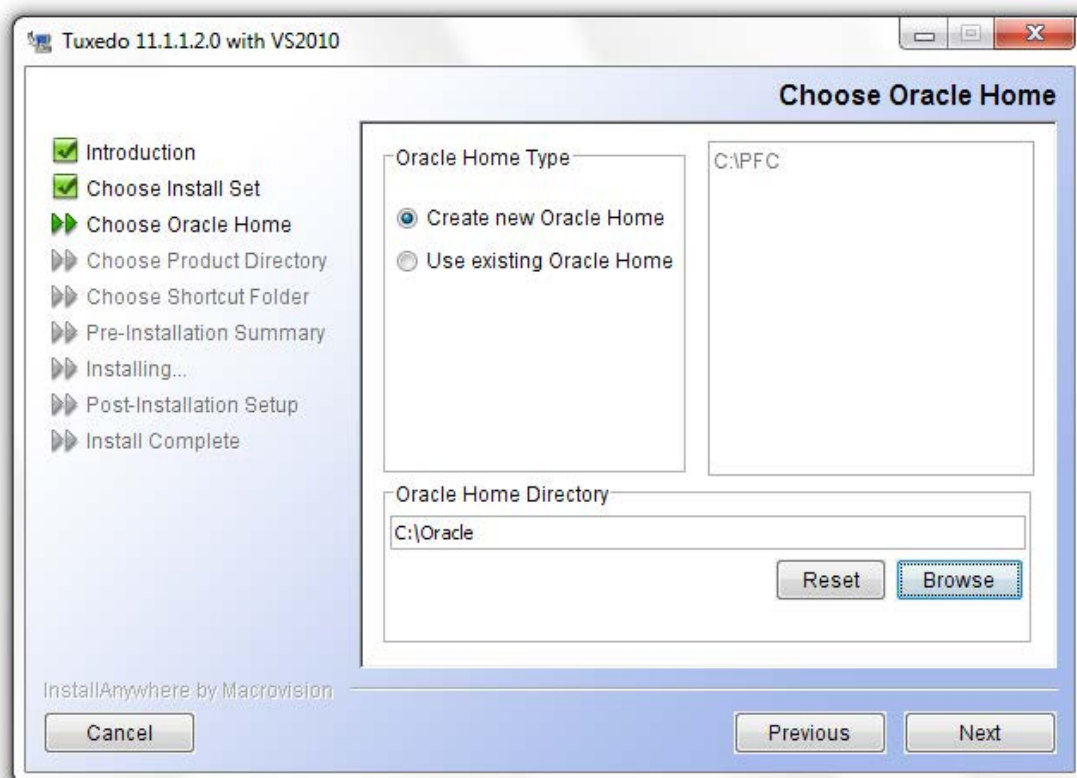 Tuxedo 11.1.1.2.0 with VS2010
Choose Oracle Home
Introduction
Choose Install Set
Choose Oracle Home
Choose Product Directory
Choose Shortcut Folder
Pre-Installation Summary
Installing...
Post-Installation Setup
Install Complete
Oracle Home Type
Create new Oracle Home
Use existing Oracle Home
C:\PFC
Oracle Home Directory
C:\Oracle
Reset
Browse
InstallAnywhere by Macrovision
Cancel
Previous
Next